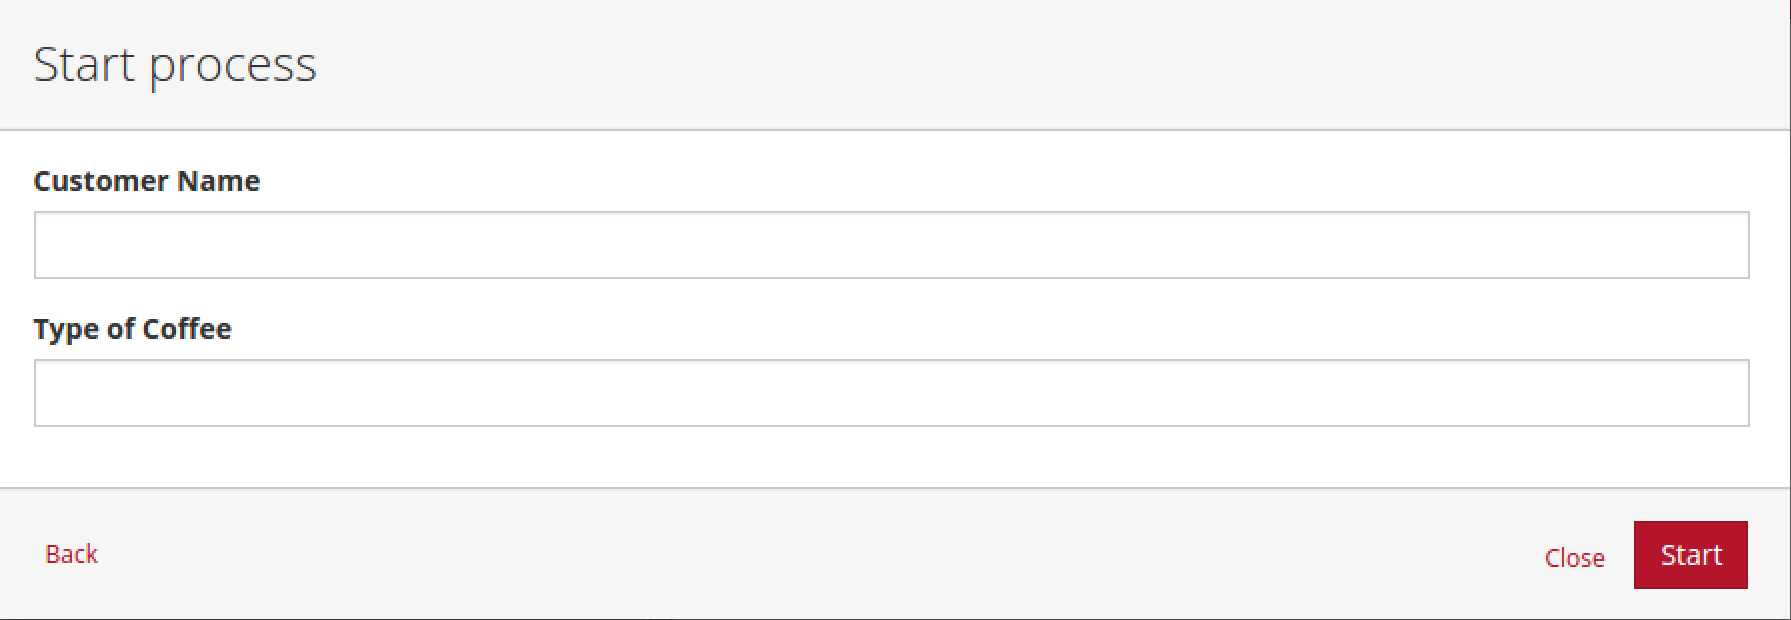 Start process
Customer Name
Type of Coffee
Back
Close
Start